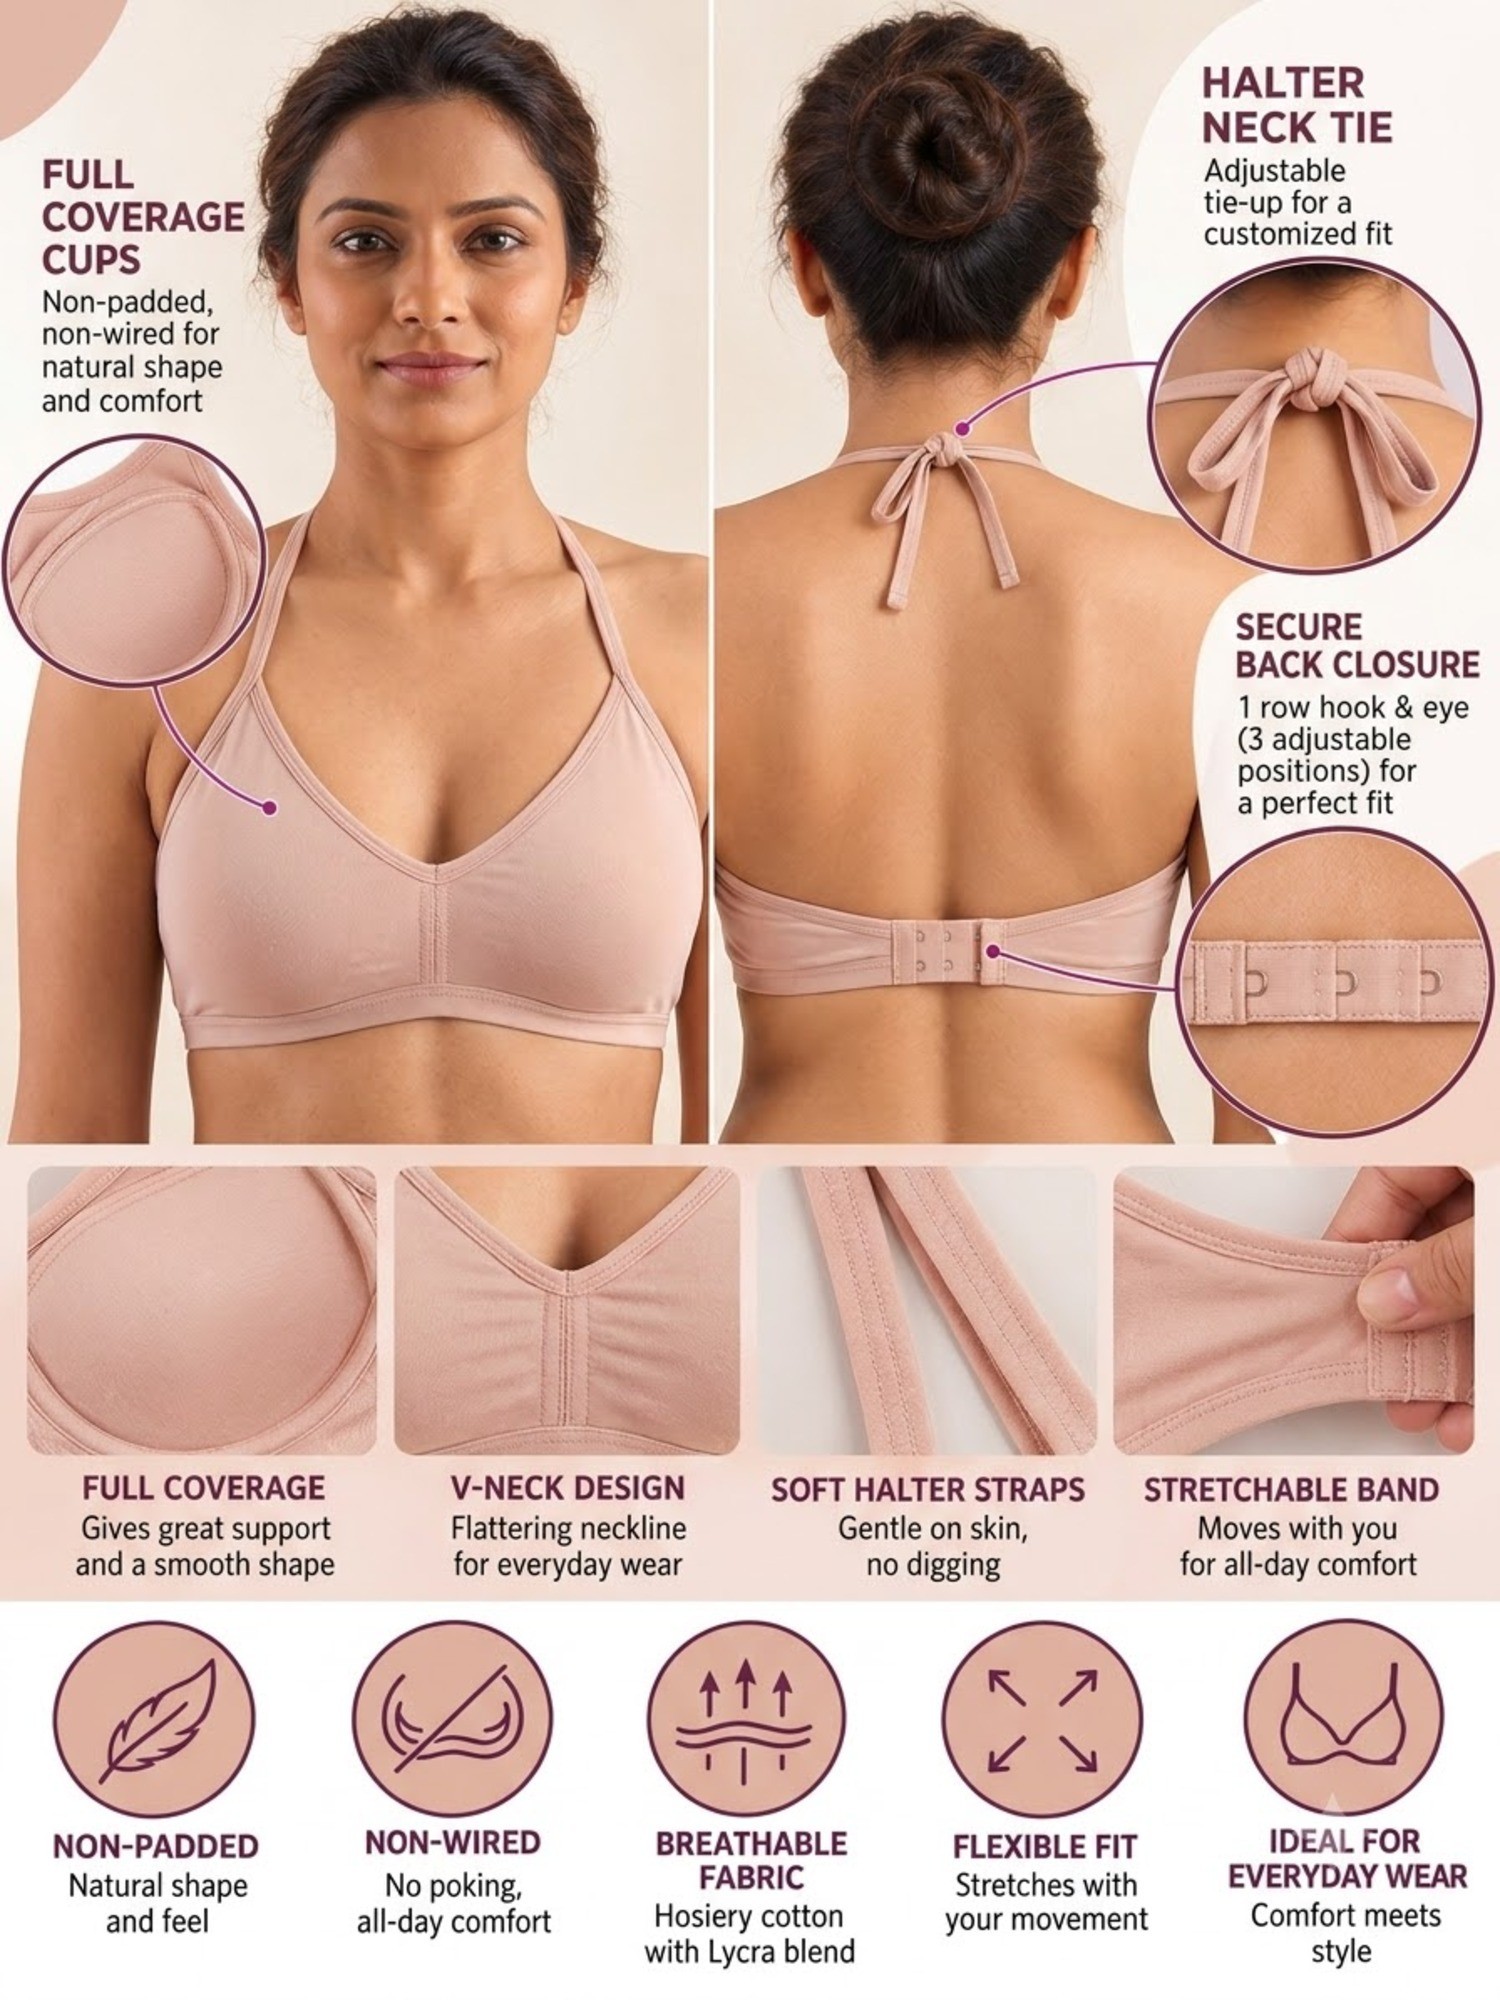 FULL
COVERAGE
CUPS
Non-padded,
non-wired for
natural shape
and comfort
HALTER
NECK TIE
Adjustable
tie-up for a
customized fit
SECURE
BACK CLOSURE
1 row hook & eye
(3 adjustable
positions) for
a perfect fit
FULL COVERAGE
Gives great support
and a smooth shape
V-NECK DESIGN
Flattering neckline
for everyday wear
SOFT HALTER STRAPS
Gentle on skin,
no digging
STRETCHABLE BAND
Moves with you
for all-day comfort
NON-PADDED
Natural shape
and feel
NON-WIRED
No poking,
all-day comfort
BREATHABLE
FABRIC
Hosiery cotton
with Lycra blend
FLEXIBLE FIT
Stretches with
your movement
IDEAL FOR
EVERYDAY WEAR
Comfort meets
style